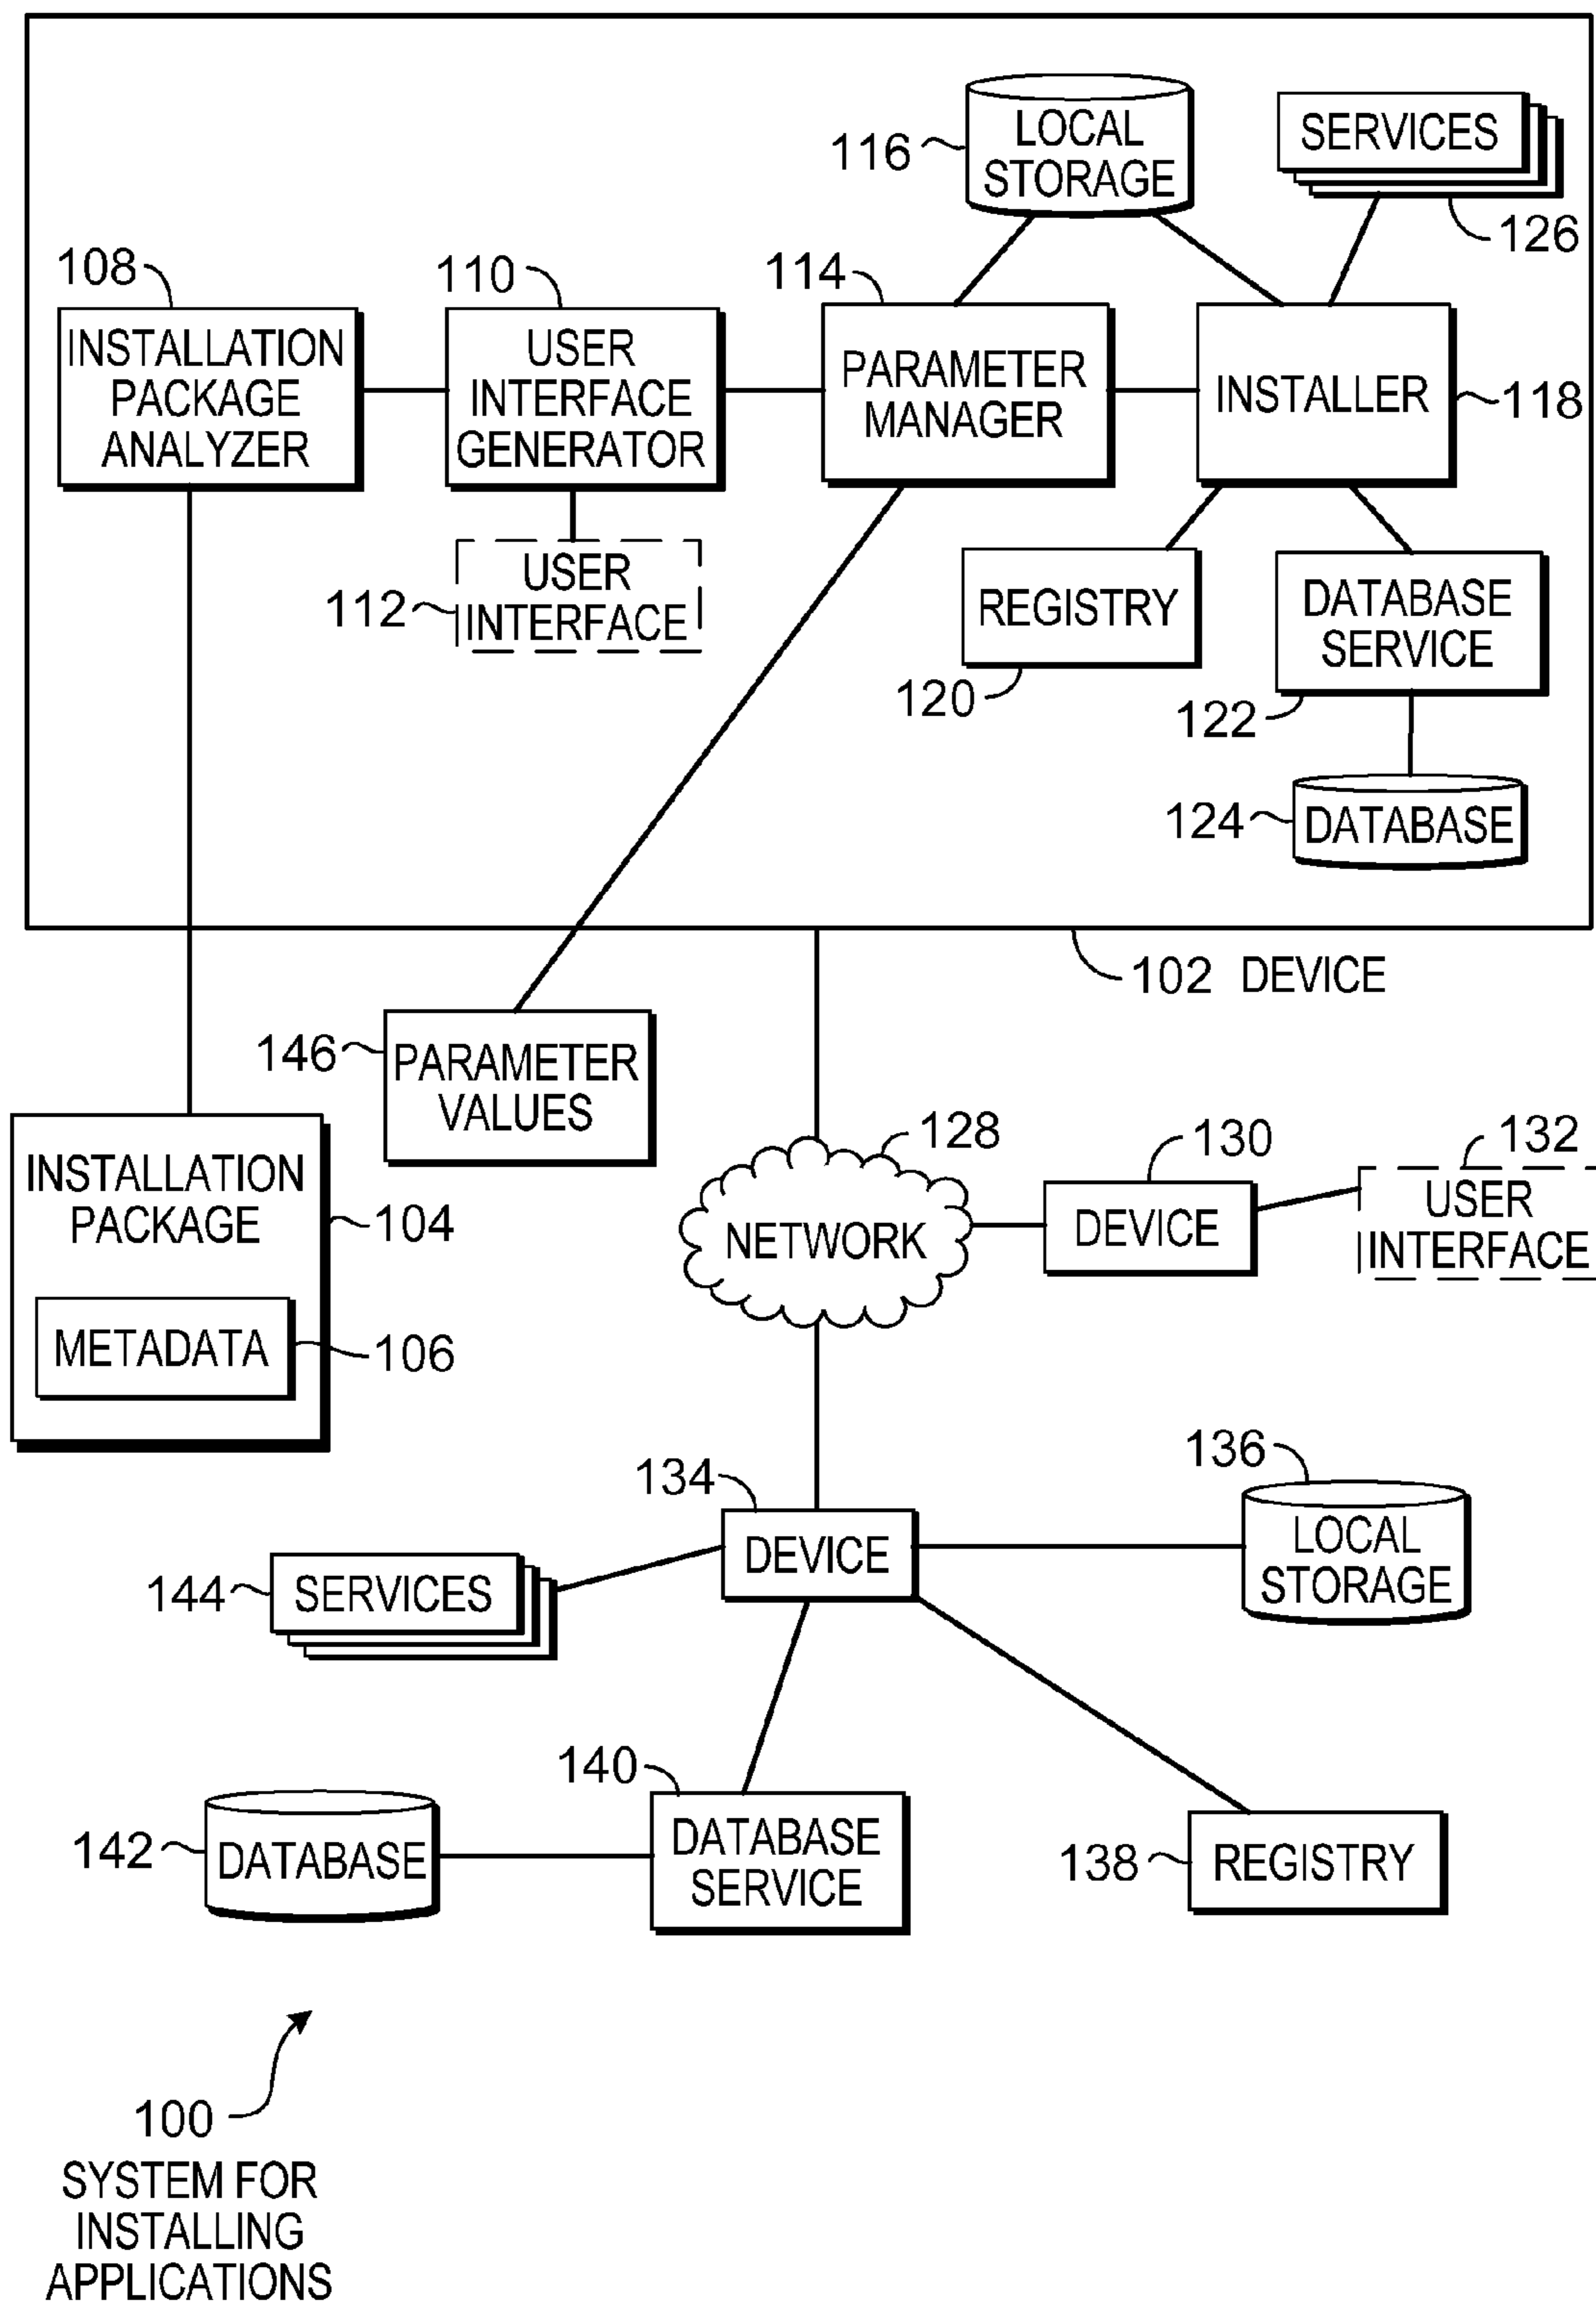 LOCAL
STORAGE
116
SERVICES
126
108
110
114
INSTALLATION
PACKAGE
ANALYZER
USER
INTERFACE
GENERATOR
PARAMETER
MANAGER
INSTALLER
118
USER
INTERFACE
112
REGISTRY
120
DATABASE
SERVICE
122
124
DATABASE
102 DEVICE
146
PARAMETER
VALUES
INSTALLATION
PACKAGE
104
METADATA
106
128
NETWORK
130
DEVICE
132
USER
INTERFACE
134
DEVICE
136
LOCAL
STORAGE
144
SERVICES
140
DATABASE
SERVICE
142
DATABASE
138
REGISTRY
100
SYSTEM FOR
INSTALLING
APPLICATIONS